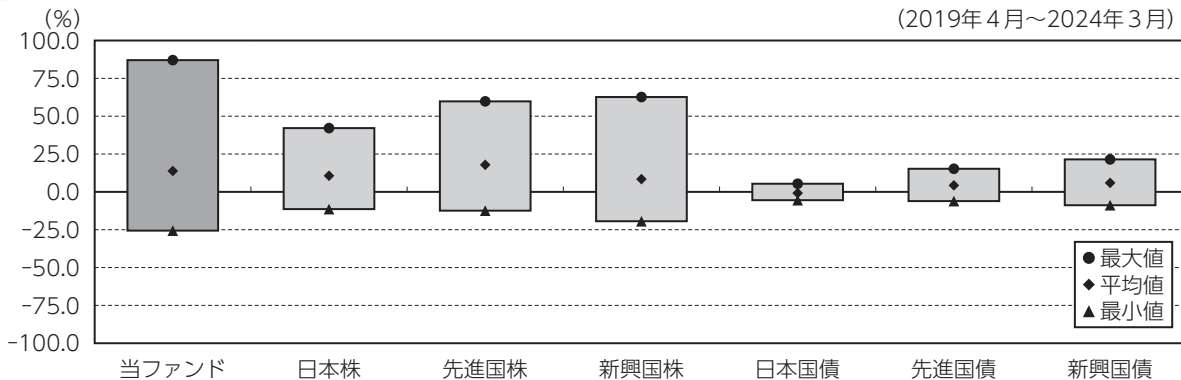 (%)
(2019年4月～2024年3月)
100.0
75.0
50.0
25.0
0.0
-25.0
-50.0
-75.0
-100.0
●最大値
◆平均値
▲最小値
当ファンド 日本株 先進国株 新興国株 日本国債 先進国債 新興国債